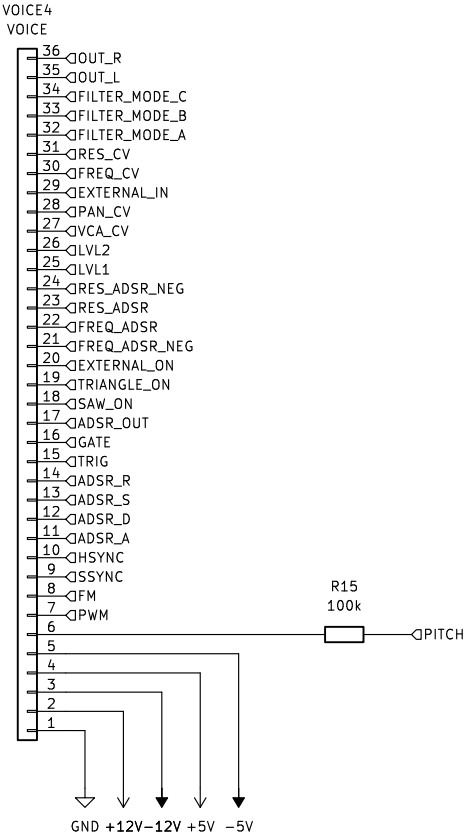 VOICE4
VOICE
36 OUT_R
35 OUT_L
34 FILTER_MODE_C
33 FILTER_MODE_B
32 FILTER_MODE_A
31 RES_CV
30 FREQ_CV
29 EXTERNAL_IN
28 PAN_CV
27 VCA_CV
26 LVL2
25 LVL1
24 RES_ADSR_NEG
23 RES_ADSR
22 FREQ_ADSR
21 FREQ_ADSR_NEG
20 EXTERNAL_ON
19 TRIANGLE_ON
18 SAW_ON
17 ADSR_OUT
16 GATE
15 TRIG
14 ADSR_R
13 ADSR_S
12 ADSR_D
11 ADSR_A
10 HSYNC
9 SSYNC
8 FM
7 PWM
R15
100k
6 PITCH
5
4
3
2
1
GND +12V -12V +5V -5V